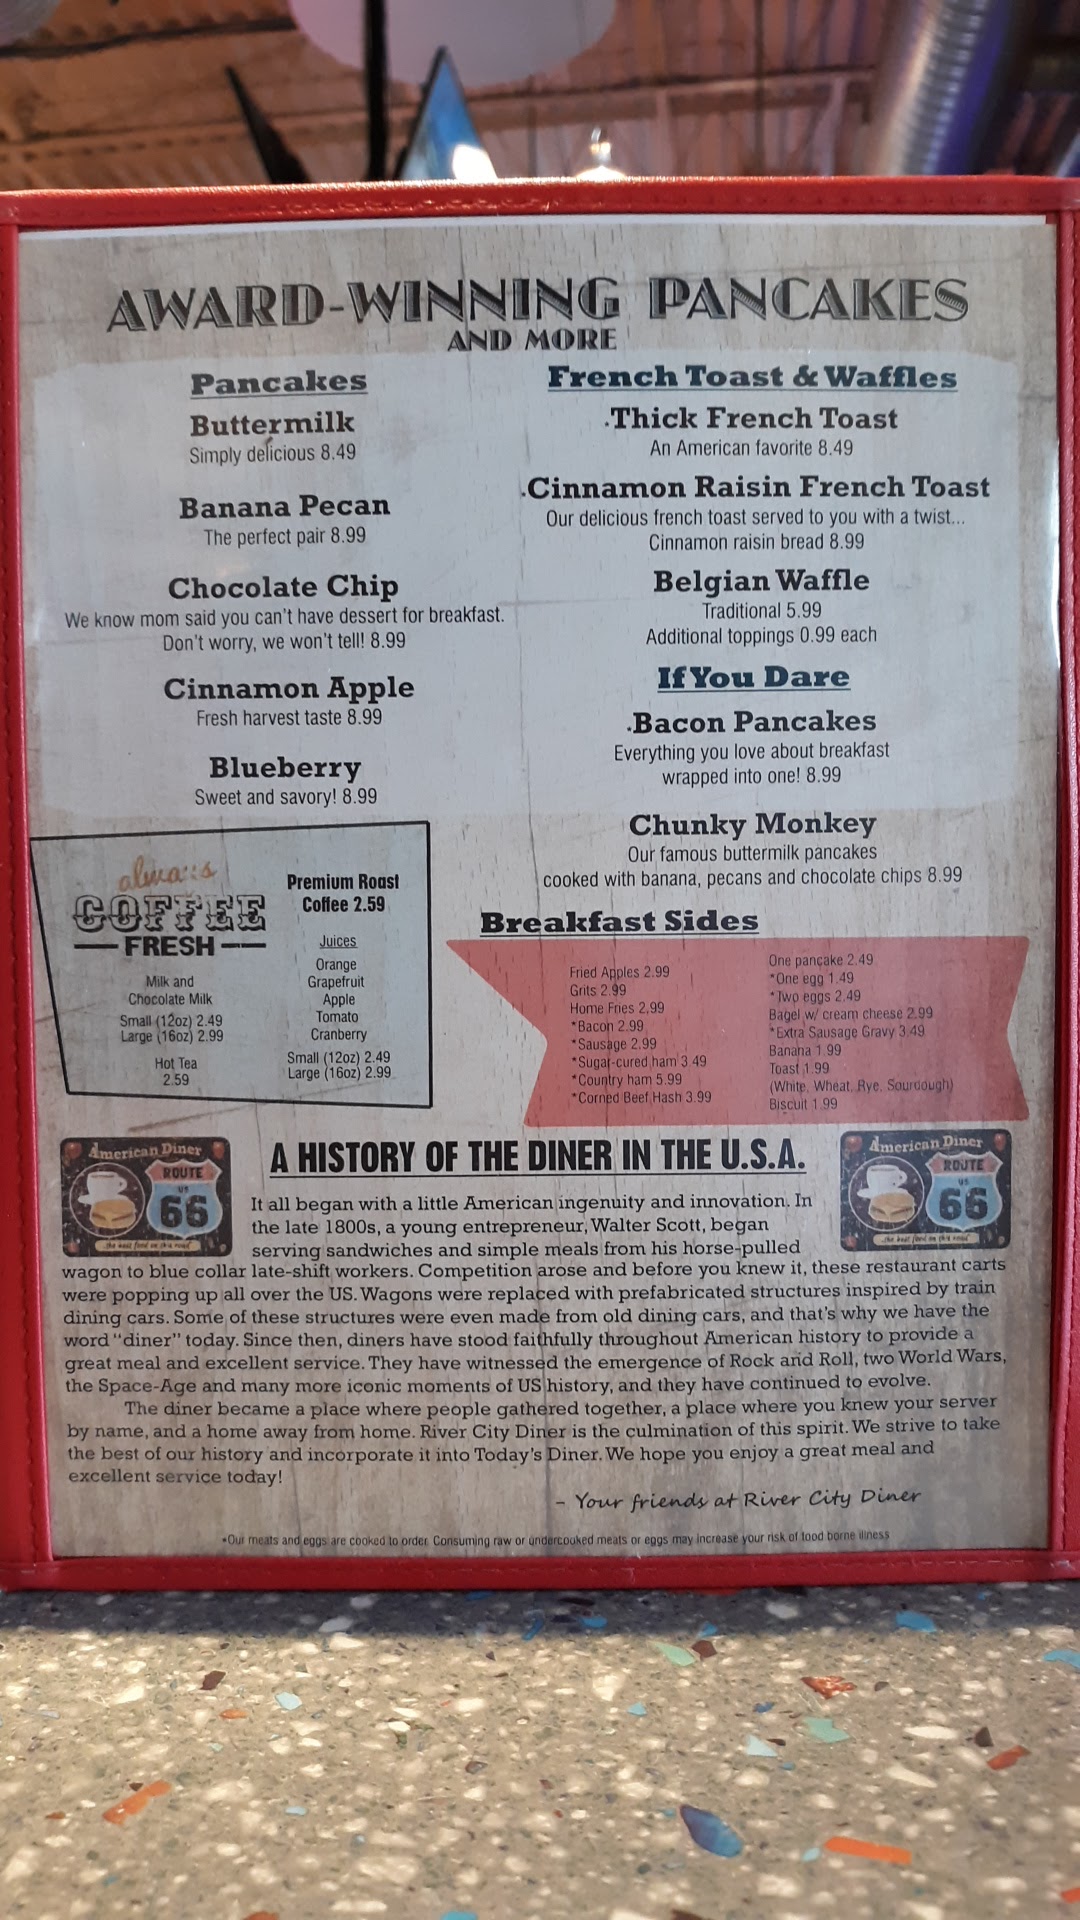 AWARD-WINNING PANCAKES
AND MORE
Pancakes
Buttermilk
Simply delicious 8.49
Banana Pecan
The perfect pair 8.99
Chocolate Chip
We know mom said you can't have dessert for breakfast.
Don't worry, we won't tell! 8.99
Cinnamon Apple
Fresh harvest taste 8.99
Blueberry
Sweet and savory! 8.99
French Toast & Waffles
.Thick French Toast
An American favorite 8.49
.Cinnamon Raisin French Toast
Our delicious french toast served to you with a twist...
Cinnamon raisin bread 8.99
Belgian Waffle
Traditional 5.99
Additional toppings 0.99 each
If You Dare
.Bacon Pancakes
Everything you love about breakfast
wrapped into one! 8.99
Chunky Monkey
Our famous buttermilk pancakes
cooked with banana, pecans and chocolate chips 8.99
always
COFFEE
FRESH
Milk and
Chocolate Milk
Small (12oz) 2.49
Large (16oz) 2.99
Hot Tea
2.59
Premium Roast
Coffee 2.59
Juices
Orange
Grapefruit
Apple
Tomato
Cranberry
Small (12oz) 2.49
Large (16oz) 2.99
Breakfast Sides
Fried Apples 2.99
Grits 2.99
Home Fries 2.99
*Bacon 2.99
*Sausage 2.99
*Sugar-cured ham 3.49
*Country ham 5.99
*Corned Beef Hash 3.99
One pancake 2.49
*One egg 1.49
*Two eggs 2.49
Bagel w/ cream cheese 2.99
*Extra Sausage Gravy 3.49
Banana 1.99
Toast 1.99
(White, Wheat, Rye, Sourdough)
Biscuit 1.99
American Diner
ROUTE
US
66
...the best food on this road
A HISTORY OF THE DINER IN THE U.S.A.
American Diner
ROUTE
US
66
...the best food on this road
It all began with a little American ingenuity and innovation. In
the late 1800s, a young entrepreneur, Walter Scott, began
serving sandwiches and simple meals from his horse-pulled
wagon to blue collar late-shift workers. Competition arose and before you knew it, these restaurant carts
were popping up all over the US. Wagons were replaced with prefabricated structures inspired by train
dining cars. Some of these structures were even made from old dining cars, and that's why we have the
word "diner" today. Since then, diners have stood faithfully throughout American history to provide a
great meal and excellent service. They have witnessed the emergence of Rock and Roll, two World Wars,
the Space-Age and many more iconic moments of US history, and they have continued to evolve.
The diner became a place where people gathered together, a place where you knew your server
by name, and a home away from home. River City Diner is the culmination of this spirit. We strive to take
the best of our history and incorporate it into Today's Diner. We hope you enjoy a great meal and
excellent service today!
- Your friends at River City Diner
*Our meats and eggs are cooked to order. Consuming raw or undercooked meats or eggs may increase your risk of food borne illness